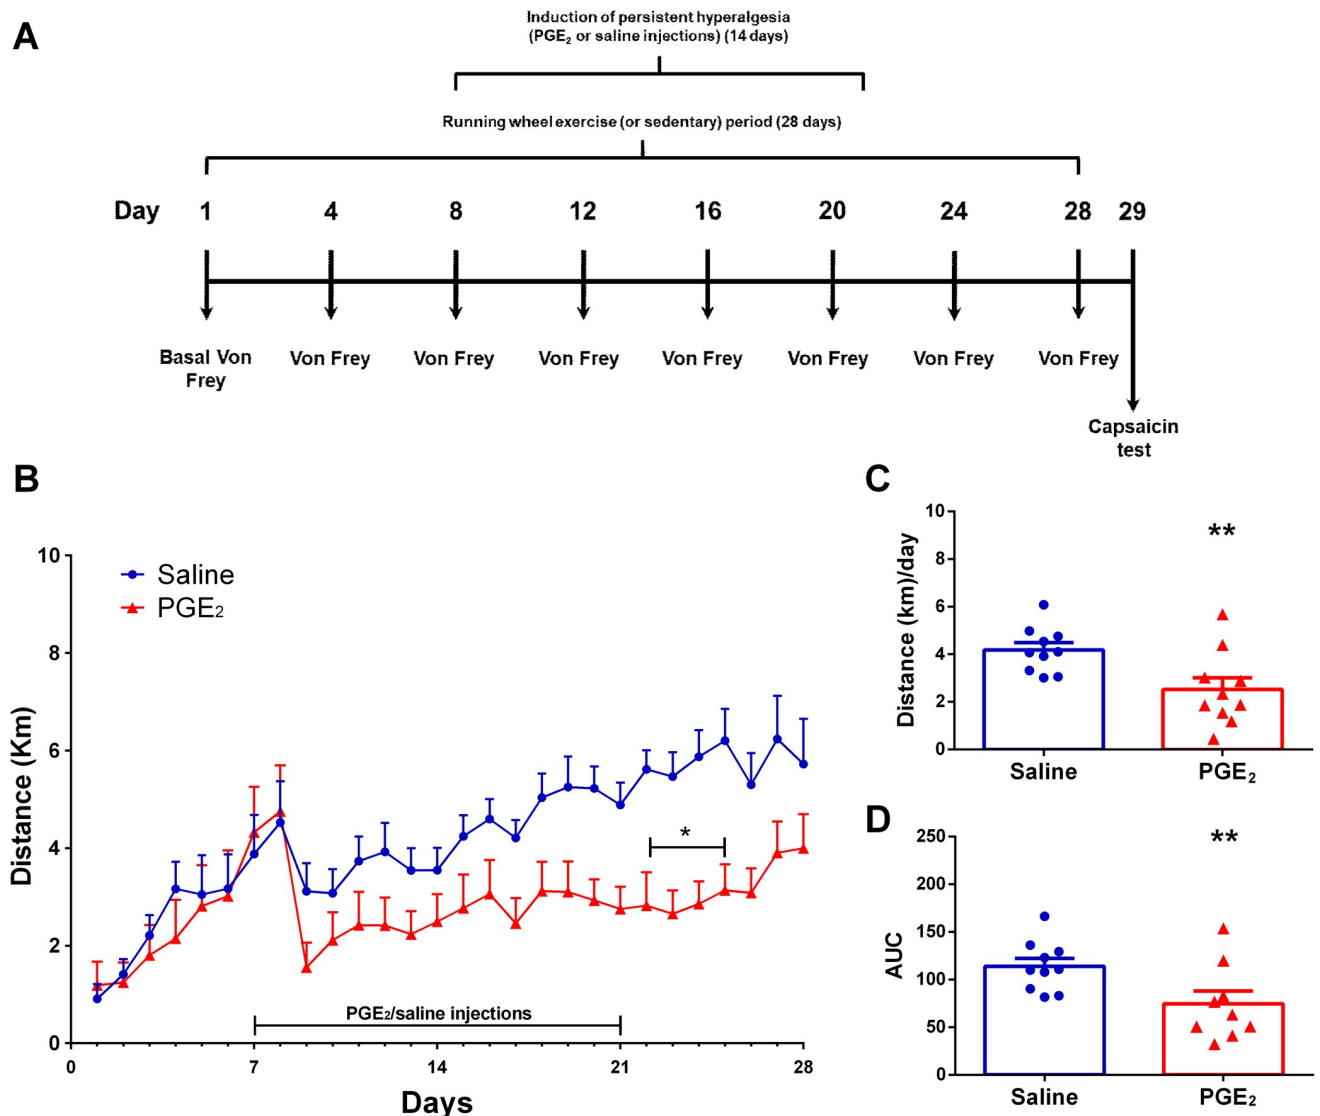 A
Induction of persistent hyperalgesia
(PGE₂ or saline injections) (14 days)
Running wheel exercise (or sedentary) period (28 days)
Day 1 4 8 12 16 20 24 28 29
Basal Von Frey Von Frey Von Frey Von Frey Von Frey Von Frey Von Frey Von
Frey
Capsaicin
test
B
Distance (Km)
10
8
6
4
2
0
Saline
PGE₂
*
PGE₂/saline injections
0 7 14 21 28
Days
C
Distance (km)/day
10
8
6
4
2
0
**
Saline PGE₂
D
AUC
250
200
150
100
50
0
**
Saline PGE₂